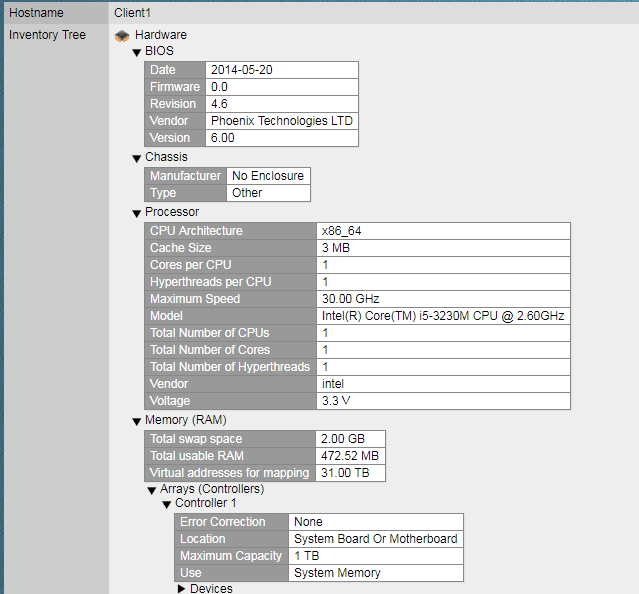 Hostname Client1
Inventory Tree Hardware
BIOS
Date 2014-05-20
Firmware 0.0
Revision 4.6
Vendor Phoenix Technologies LTD
Version 6.00
Chassis
Manufacturer No Enclosure
Type Other
Processor
CPU Architecture x86_64
Cache Size 3 MB
Cores per CPU 1
Hyperthreads per CPU 1
Maximum Speed 30.00 GHz
Model Intel(R) Core(TM) i5-3230M CPU @ 2.60GHz
Total Number of CPUs 1
Total Number of Cores 1
Total Number of Hyperthreads 1
Vendor intel
Voltage 3.3 V
Memory (RAM)
Total swap space 2.00 GB
Total usable RAM 472.52 MB
Virtual addresses for mapping 31.00 TB
Arrays (Controllers)
Controller 1
Error Correction None
Location System Board Or Motherboard
Maximum Capacity 1 TB
Use System Memory
Devices